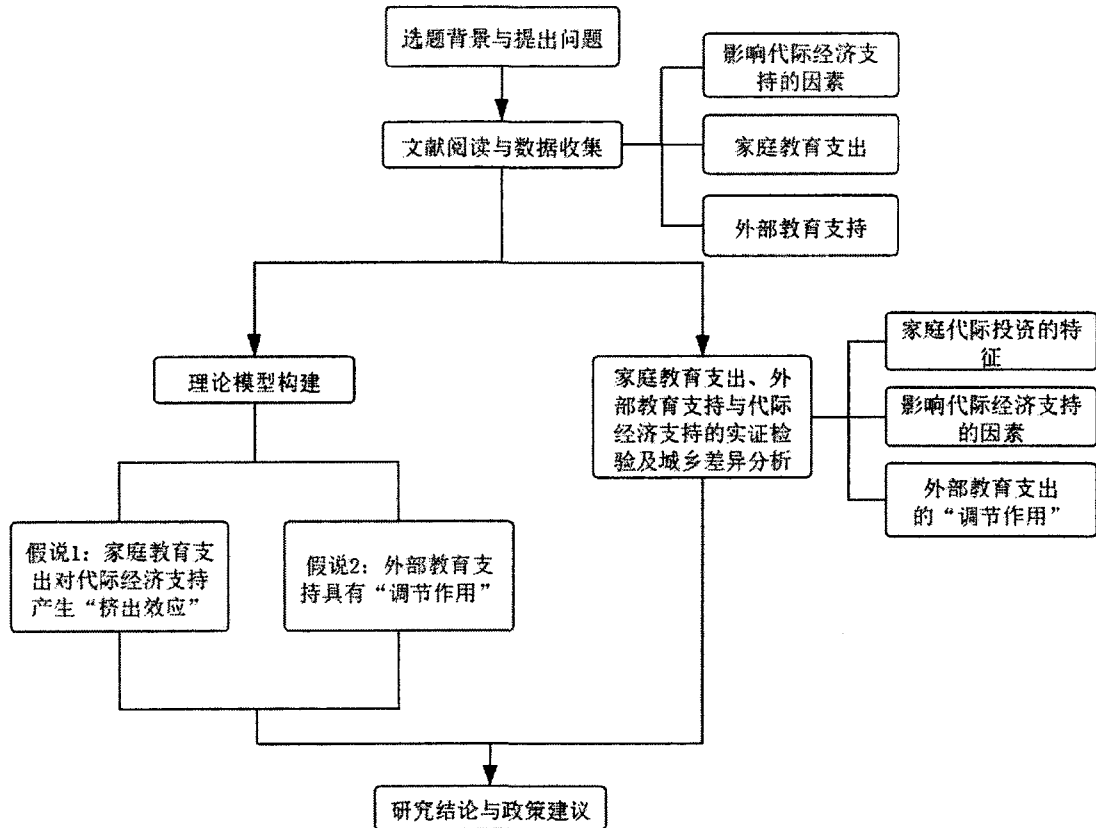 选题背景与提出问题
影响代际经济支
持的因素
文献阅读与数据收集
家庭教育支出
外部教育支持
理论模型构建
家庭教育支出、外
部教育支持与代际
经济支持的实证检
验及城乡差异分析
家庭代际投资的特
征
影响代际经济支持
的因素
外部教育支出
的“调节作用”
假说1：家庭教育支
出对代际经济支持
产生“挤出效应”
假说2：外部教育支
持具有“调节作用”
研究结论与政策建议